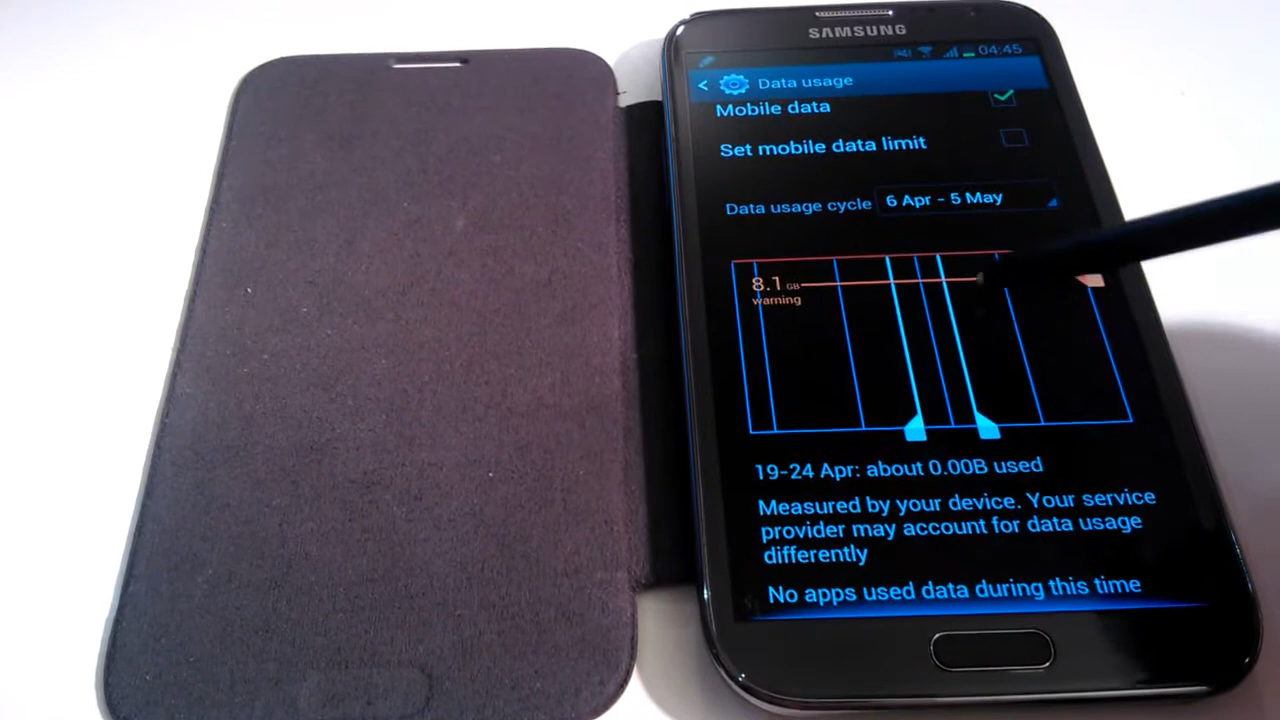 SAMSUNG
04:45
Data usage
Mobile data
Set mobile data limit
Data usage cycle 6 Apr - 5 May
8.1 GB
warning
19-24 Apr: about 0.00B used
Measured by your device. Your service
provider may account for data usage
differently
No apps used data during this time